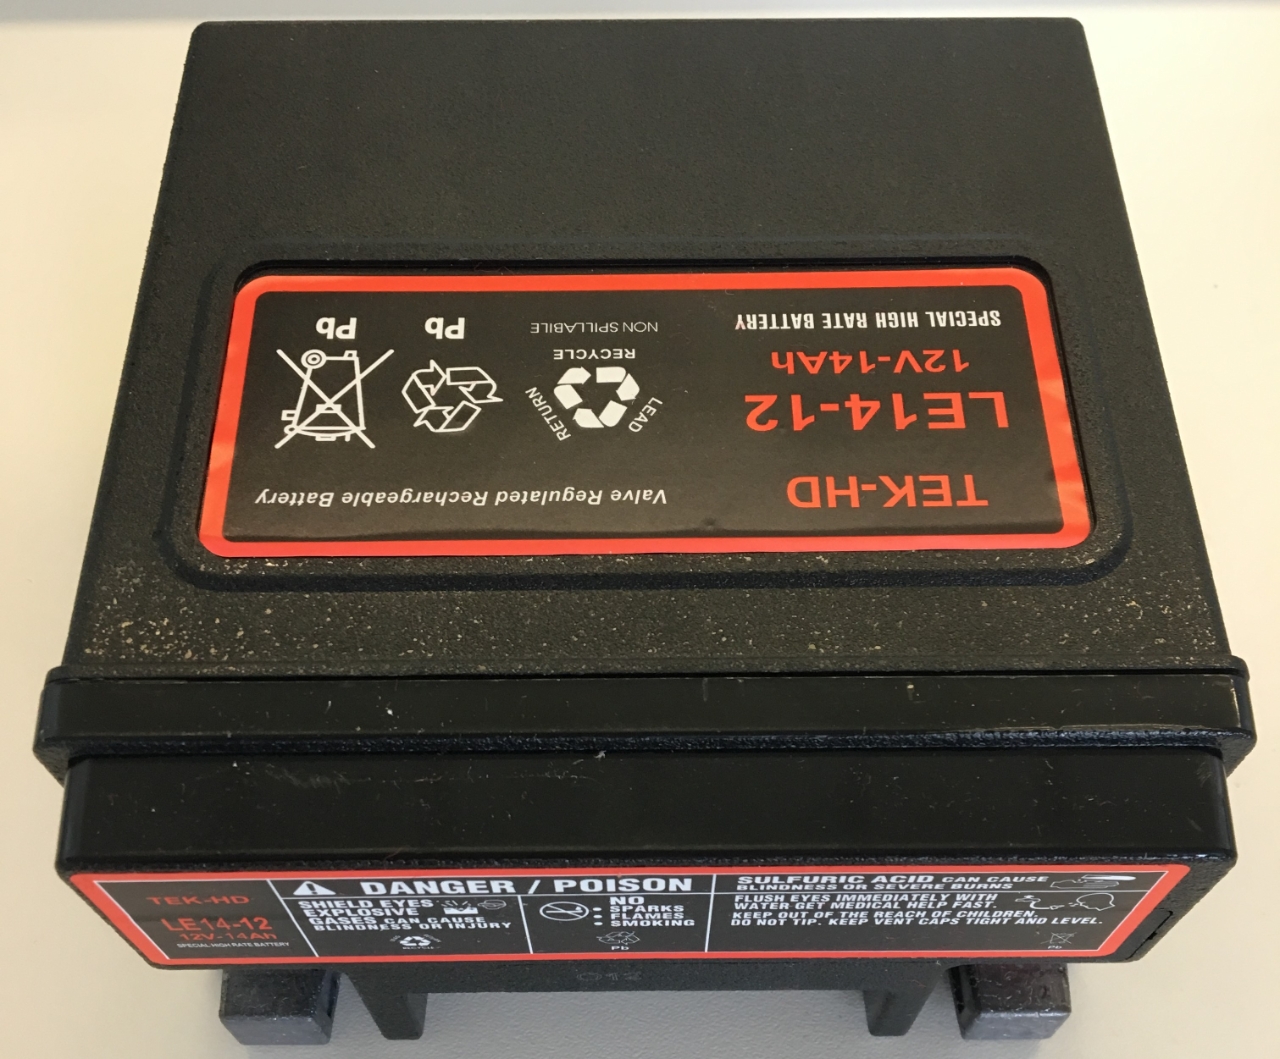 TEK-HD
LE14-12
12V-14Ah
SPECIAL HIGH RATE BATTERY
Valve Regulated Rechargeable Battery
LEAD
RETURN
RECYCLE
NON SPILLABILE
Pb
Pb
TEK-HD
LE14-12
12V-14Ah
SPECIAL HIGH RATE BATTERY
DANGER / POISON
SHIELD EYES
EXPLOSIVE
GASES CAN CAUSE
BLINDNESS OR INJURY
NO
• SPARKS
• FLAMES
• SMOKING
Pb
SULFURIC ACID CAN CAUSE
BLINDNESS OR SEVERE BURNS
FLUSH EYES IMMEDIATELY WITH
WATER GET MEDICAL HELP FAST
KEEP OUT OF THE REACH OF CHILDREN.
DO NOT TIP. KEEP VENT CAPS TIGHT AND LEVEL.
Pb